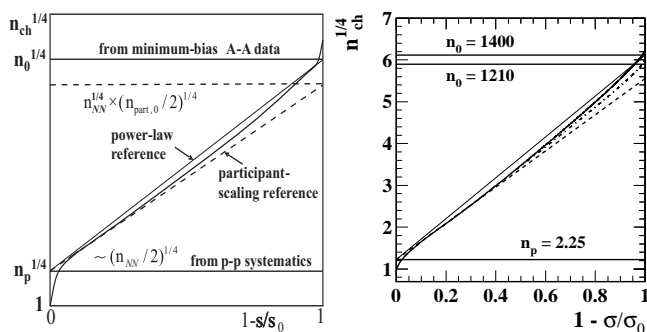 n_ch^1/4
n_0^1/4
from minimum-bias A-A data
n_NN^1/4 × (n_part,0 /2)^1/4
power-law
reference
participant-
scaling reference
~ (n_NN /2)^1/4
from p-p systematics
n_p^1/4
1
0
1-s/s_0
1
n_ch^1/4
7
6
5
4
3
2
1
n_0 = 1400
n_0 = 1210
n_p = 2.25
0 0.2 0.4 0.6 0.8 1
1 - σ/σ_0